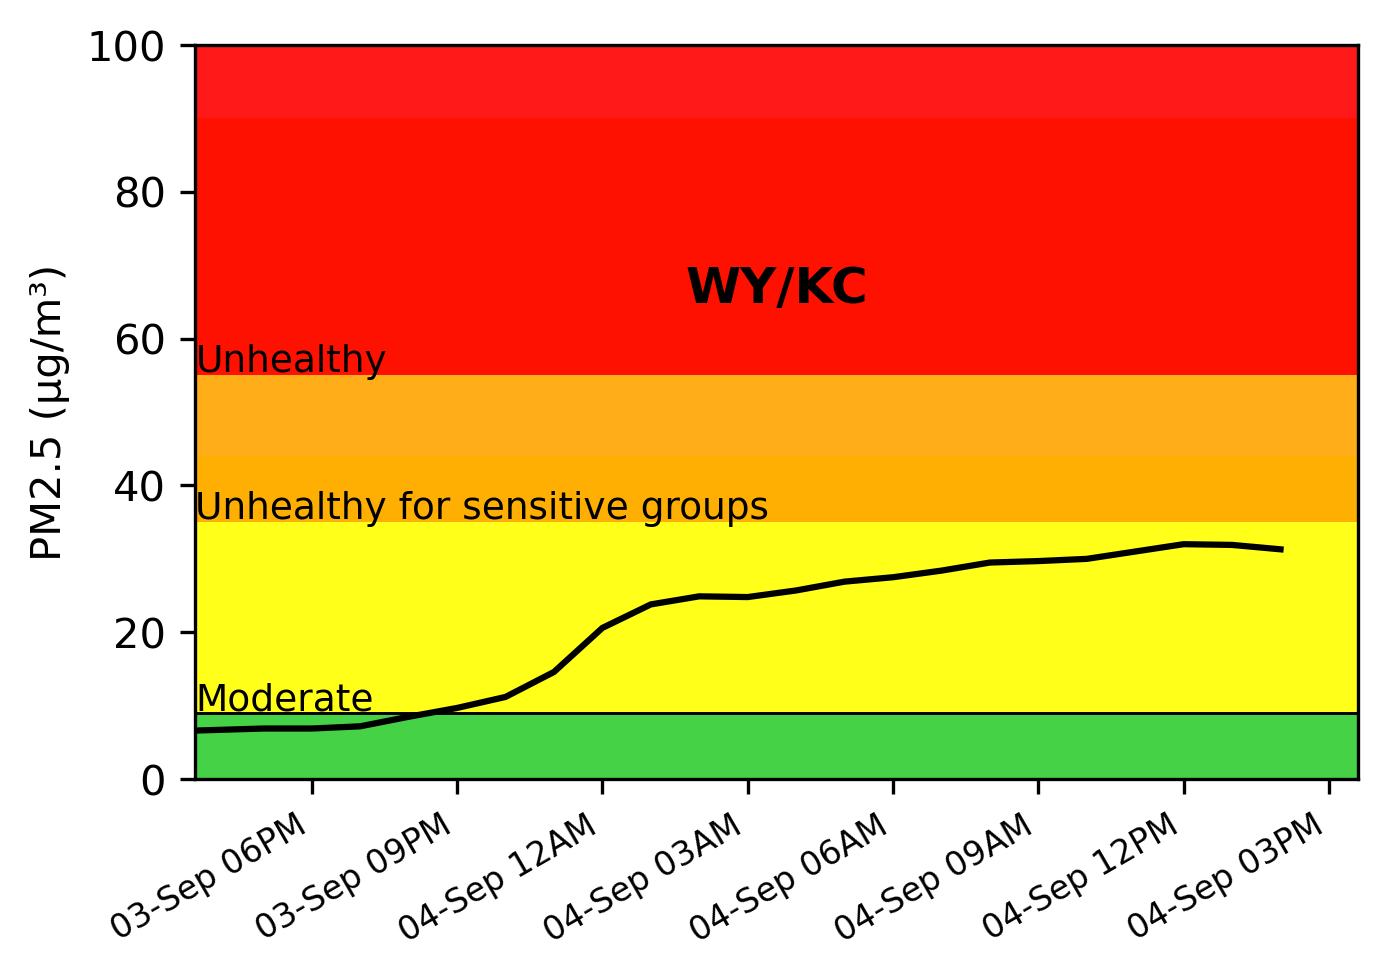 100
80
60
40
20
0
PM2.5 (µg/m³)
WY/KC
Unhealthy
Unhealthy for sensitive groups
Moderate
03-Sep 06PM
03-Sep 09PM
04-Sep 12AM
04-Sep 03AM
04-Sep 06AM
04-Sep 09AM
04-Sep 12PM
04-Sep 03PM